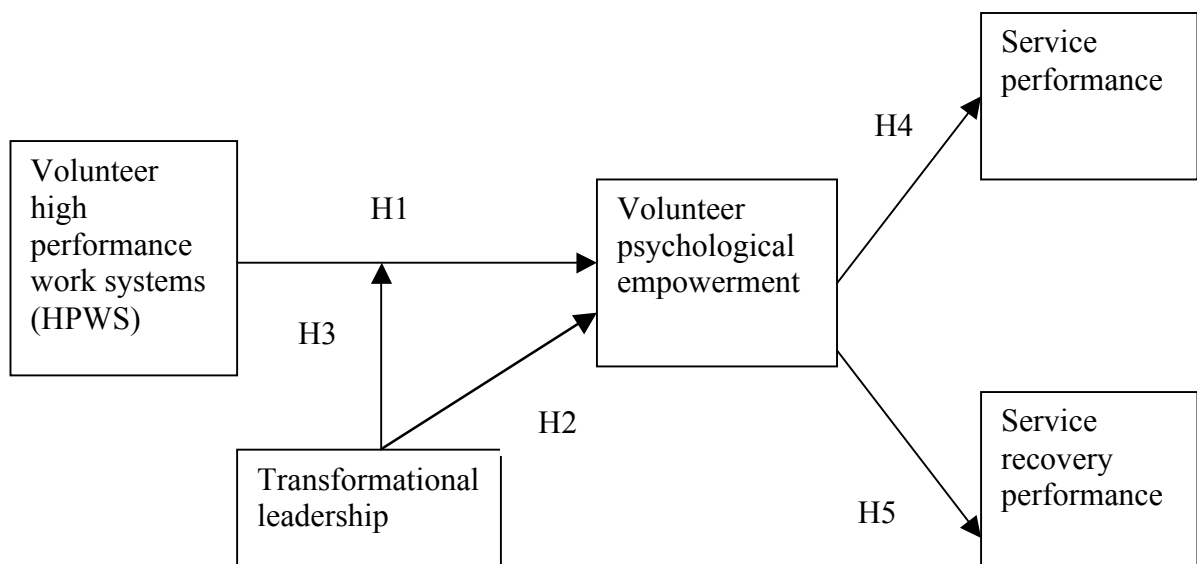 Service
performance
H4
Volunteer
high
performance
work systems
(HPWS)
H1
Volunteer
psychological
empowerment
H3
H2
Transformational
leadership
Service
recovery
performance
H5